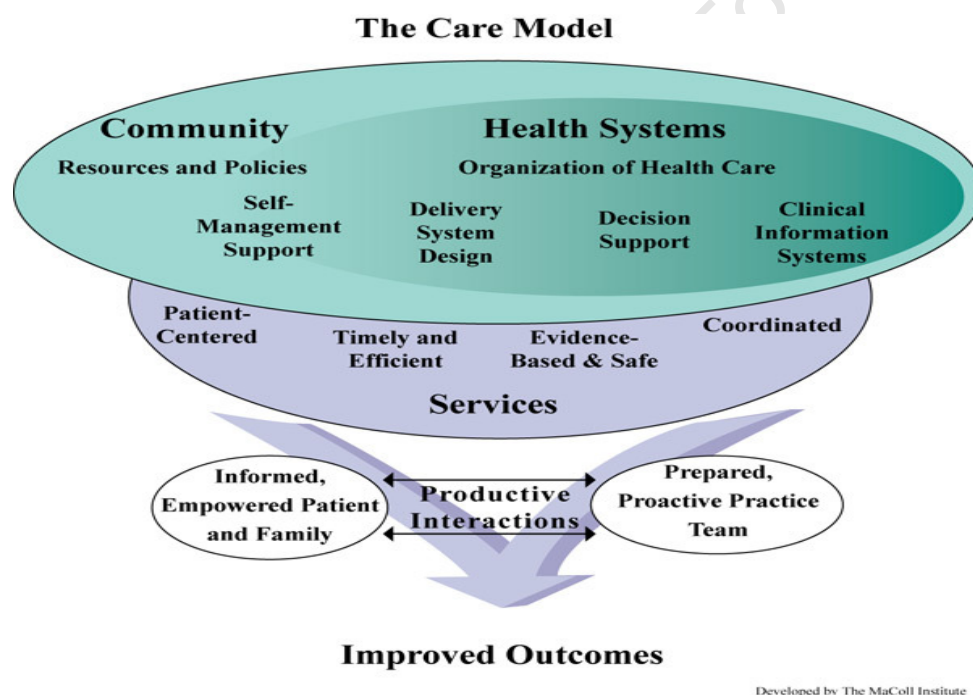 The Care Model
Community
Health Systems
Resources and Policies
Organization of Health Care
Self-
Management
Support
Delivery
System
Design
Decision
Support
Clinical
Information
Systems
Patient-
Centered
Timely and
Efficient
Evidence-
Based & Safe
Coordinated
Services
Informed,
Empowered Patient
and Family
Productive
Interactions
Prepared,
Proactive Practice
Team
Improved Outcomes
Developed by The MaColl Institute